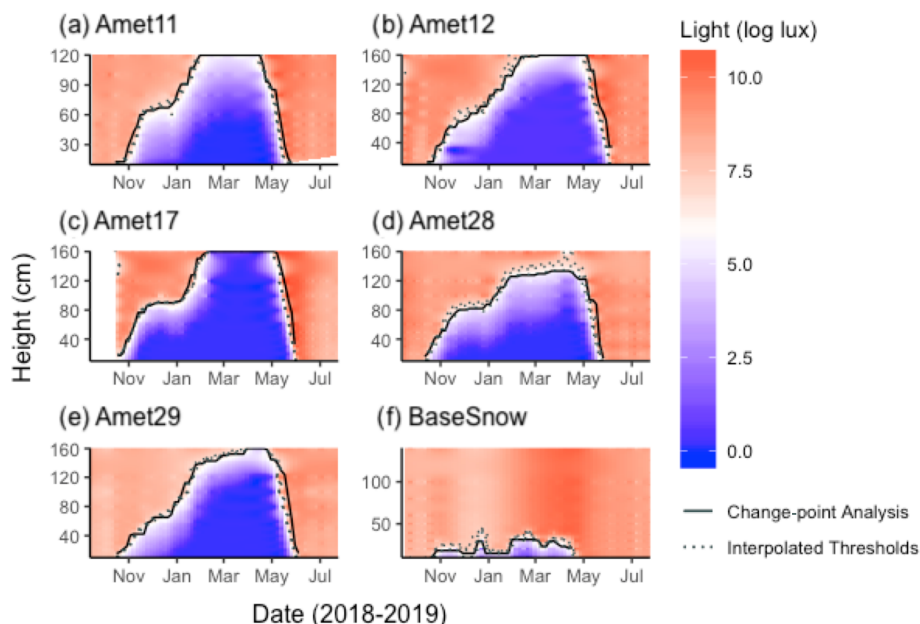 (a) Amet11
(b) Amet12
Light (log lux)
120
90
60
30
Nov Jan Mar May Jul
160
120
80
40
Nov Jan Mar May Jul
10.0
7.5
5.0
2.5
0.0
(c) Amet17
(d) Amet28
Height (cm)
160
120
80
40
Nov Jan Mar May Jul
160
120
80
40
Nov Jan Mar May Jul
(e) Amet29
(f) BaseSnow
160
120
80
40
Nov Jan Mar May Jul
100
50
Nov Jan Mar May Jul
Change-point Analysis
Interpolated Thresholds
Date (2018-2019)